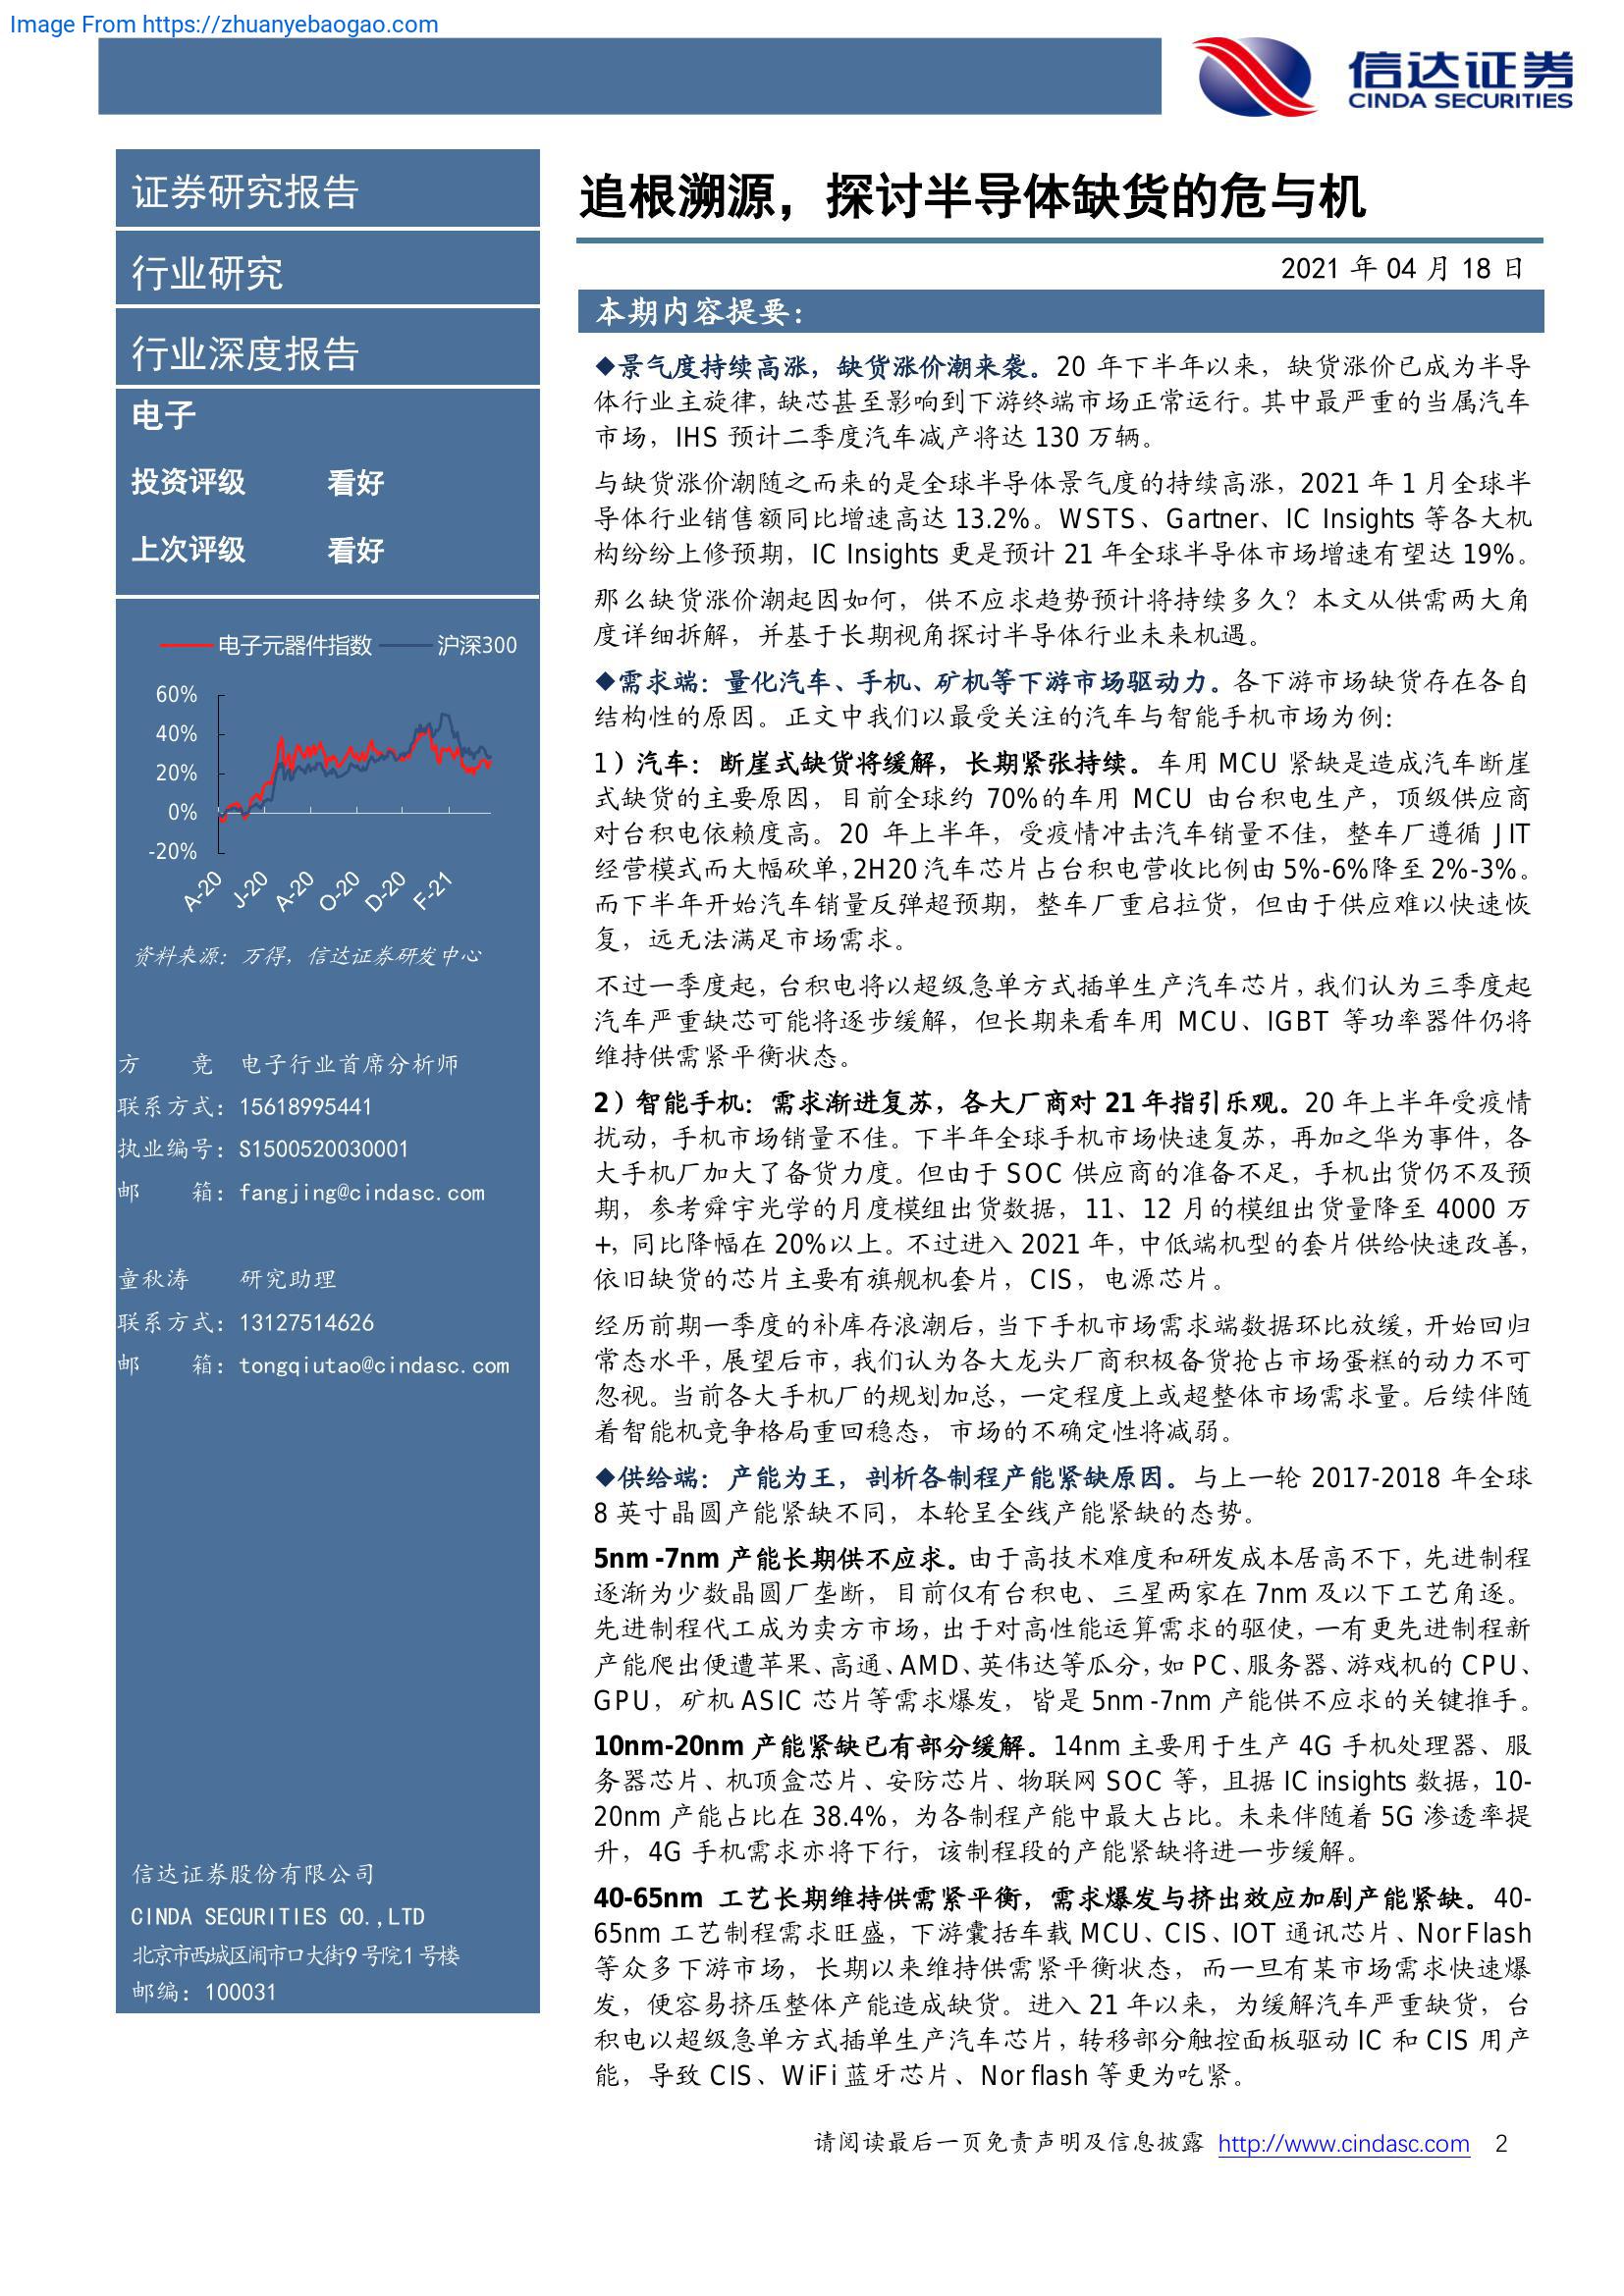 Image From https://zhuanyebaogao.com
信达证券
CINDA SECURITIES
证券研究报告
行业研究
行业深度报告
电子
投资评级 看好
上次评级 看好
电子元器件指数 沪深300
60%
40%
20%
0%
-20%
A-20 J-20 A-20 O-20 D-20 F-21
资料来源：万得，信达证券研发中心
方 竞 电子行业首席分析师
联系方式：15618995441
执业编号：S1500520030001
邮 箱：fangjing@cindasc.com
童秋涛 研究助理
联系方式：13127514626
邮 箱：tongqiutao@cindasc.com
信达证券股份有限公司
CINDA SECURITIES CO.,LTD
北京市西城区闹市口大街9号院1号楼
邮编：100031
追根溯源，探讨半导体缺货的危与机
2021 年 04 月 18 日
本期内容提要：
◆景气度持续高涨，缺货涨价潮来袭。20 年下半年以来，缺货涨价已成为半导
体行业主旋律，缺芯甚至影响到下游终端市场正常运行。其中最严重的当属汽车
市场，IHS 预计二季度汽车减产将达 130 万辆。
与缺货涨价潮随之而来的是全球半导体景气度的持续高涨，2021 年 1 月全球半
导体行业销售额同比增速高达 13.2%。WSTS、Gartner、IC Insights 等各大机
构纷纷上修预期，IC Insights 更是预计 21 年全球半导体市场增速有望达 19%。
那么缺货涨价潮起因如何，供不应求趋势预计将持续多久？本文从供需两大角
度详细拆解，并基于长期视角探讨半导体行业未来机遇。
◆需求端：量化汽车、手机、矿机等下游市场驱动力。各下游市场缺货存在各自
结构性的原因。正文中我们以最受关注的汽车与智能手机市场为例：
1）汽车：断崖式缺货将缓解，长期紧张持续。车用 MCU 紧缺是造成汽车断崖
式缺货的主要原因，目前全球约 70%的车用 MCU 由台积电生产，顶级供应商
对台积电依赖度高。20 年上半年，受疫情冲击汽车销量不佳，整车厂遵循 JIT
经营模式而大幅砍单，2H20 汽车芯片占台积电营收比例由 5%-6%降至 2%-3%。
而下半年开始汽车销量反弹超预期，整车厂重启拉货，但由于供应难以快速恢
复，远无法满足市场需求。
不过一季度起，台积电将以超级急单方式插单生产汽车芯片，我们认为三季度起
汽车严重缺芯可能将逐步缓解，但长期来看车用 MCU、IGBT 等功率器件仍将
维持供需紧平衡状态。
2）智能手机：需求渐进复苏，各大厂商对 21 年指引乐观。20 年上半年受疫情
扰动，手机市场销量不佳。下半年全球手机市场快速复苏，再加之华为事件，各
大手机厂加大了备货力度。但由于 SOC 供应商的准备不足，手机出货仍不及预
期，参考舜宇光学的月度模组出货数据，11、12 月的模组出货量降至 4000 万
+，同比降幅在 20%以上。不过进入 2021 年，中低端机型的套片供给快速改善，
依旧缺货的芯片主要有旗舰机套片，CIS，电源芯片。
经历前期一季度的补库存浪潮后，当下手机市场需求端数据环比放缓，开始回归
常态水平，展望后市，我们认为各大龙头厂商积极备货抢占市场蛋糕的动力不可
忽视。当前各大手机厂的规划加总，一定程度上或超整体市场需求量。后续伴随
着智能机竞争格局重回稳态，市场的不确定性将减弱。
◆供给端：产能为王，剖析各制程产能紧缺原因。与上一轮 2017-2018 年全球
8 英寸晶圆产能紧缺不同，本轮呈全线产能紧缺的态势。
5nm-7nm 产能长期供不应求。由于高技术难度和研发成本居高不下，先进制程
逐渐为少数晶圆厂垄断，目前仅有台积电、三星两家在 7nm 及以下工艺角逐。
先进制程代工成为卖方市场，出于对高性能运算需求的驱使，一有更先进制程新
产能爬出便遭苹果、高通、AMD、英伟达等瓜分，如 PC、服务器、游戏机的 CPU、
GPU，矿机 ASIC 芯片等需求爆发，皆是 5nm-7nm 产能供不应求的关键推手。
10nm-20nm 产能紧缺已有部分缓解。14nm 主要用于生产 4G 手机处理器、服
务器芯片、机顶盒芯片、安防芯片、物联网 SOC 等，且据 IC insights 数据，10-
20nm 产能占比在 38.4%，为各制程产能中最大占比。未来伴随着 5G 渗透率提
升，4G 手机需求亦将下行，该制程段的产能紧缺将进一步缓解。
40-65nm 工艺长期维持供需紧平衡，需求爆发与挤出效应加剧产能紧缺。40-
65nm 工艺制程需求旺盛，下游囊括车载 MCU、CIS、IOT 通讯芯片、Nor Flash
等众多下游市场，长期以来维持供需紧平衡状态，而一旦有某市场需求快速爆
发，便容易挤压整体产能造成缺货。进入 21 年以来，为缓解汽车严重缺货，台
积电以超级急单方式插单生产汽车芯片，转移部分触控面板驱动 IC 和 CIS 用产
能，导致 CIS、WiFi 蓝牙芯片、Nor flash 等更为吃紧。
请阅读最后一页免责声明及信息披露 http://www.cindasc.com 2